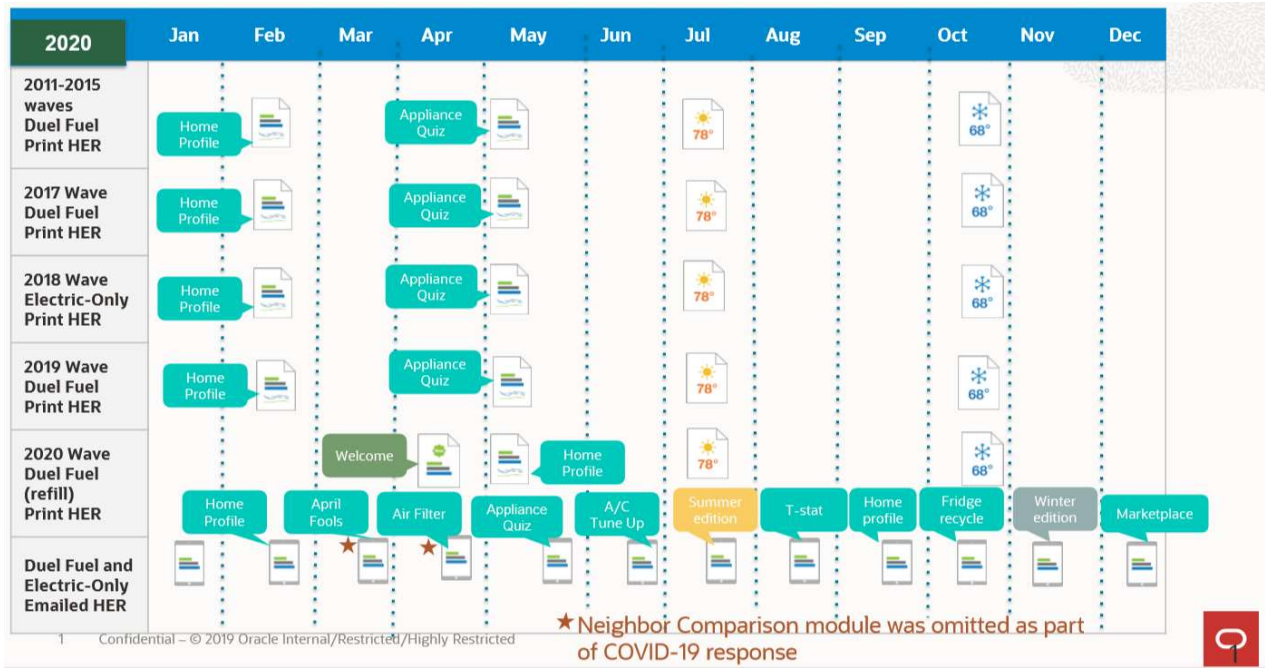 2020
Jan Feb Mar Apr May Jun Jul Aug Sep Oct Nov Dec
2011-2015
waves
Duel Fuel
Print HER
Home
Profile
Appliance
Quiz
78°
68°
2017 Wave
Duel Fuel
Print HER
Home
Profile
Appliance
Quiz
78°
68°
2018 Wave
Electric-Only
Print HER
Home
Profile
Appliance
Quiz
78°
68°
2019 Wave
Duel Fuel
Print HER
Home
Profile
Appliance
Quiz
78°
68°
2020 Wave
Duel Fuel
(refill)
Print HER
Welcome
Home
Profile
78°
68°
Duel Fuel and
Electric-Only
Emailed HER
Home
Profile
April
Fools
Air Filter
Appliance
Quiz
A/C
Tune Up
Summer
edition
T-stat
Home
profile
Fridge
recycle
Winter
edition
Marketplace
★Neighbor Comparison module was omitted as part
of COVID-19 response
1 Confidential – © 2019 Oracle Internal/Restricted/Highly Restricted
1